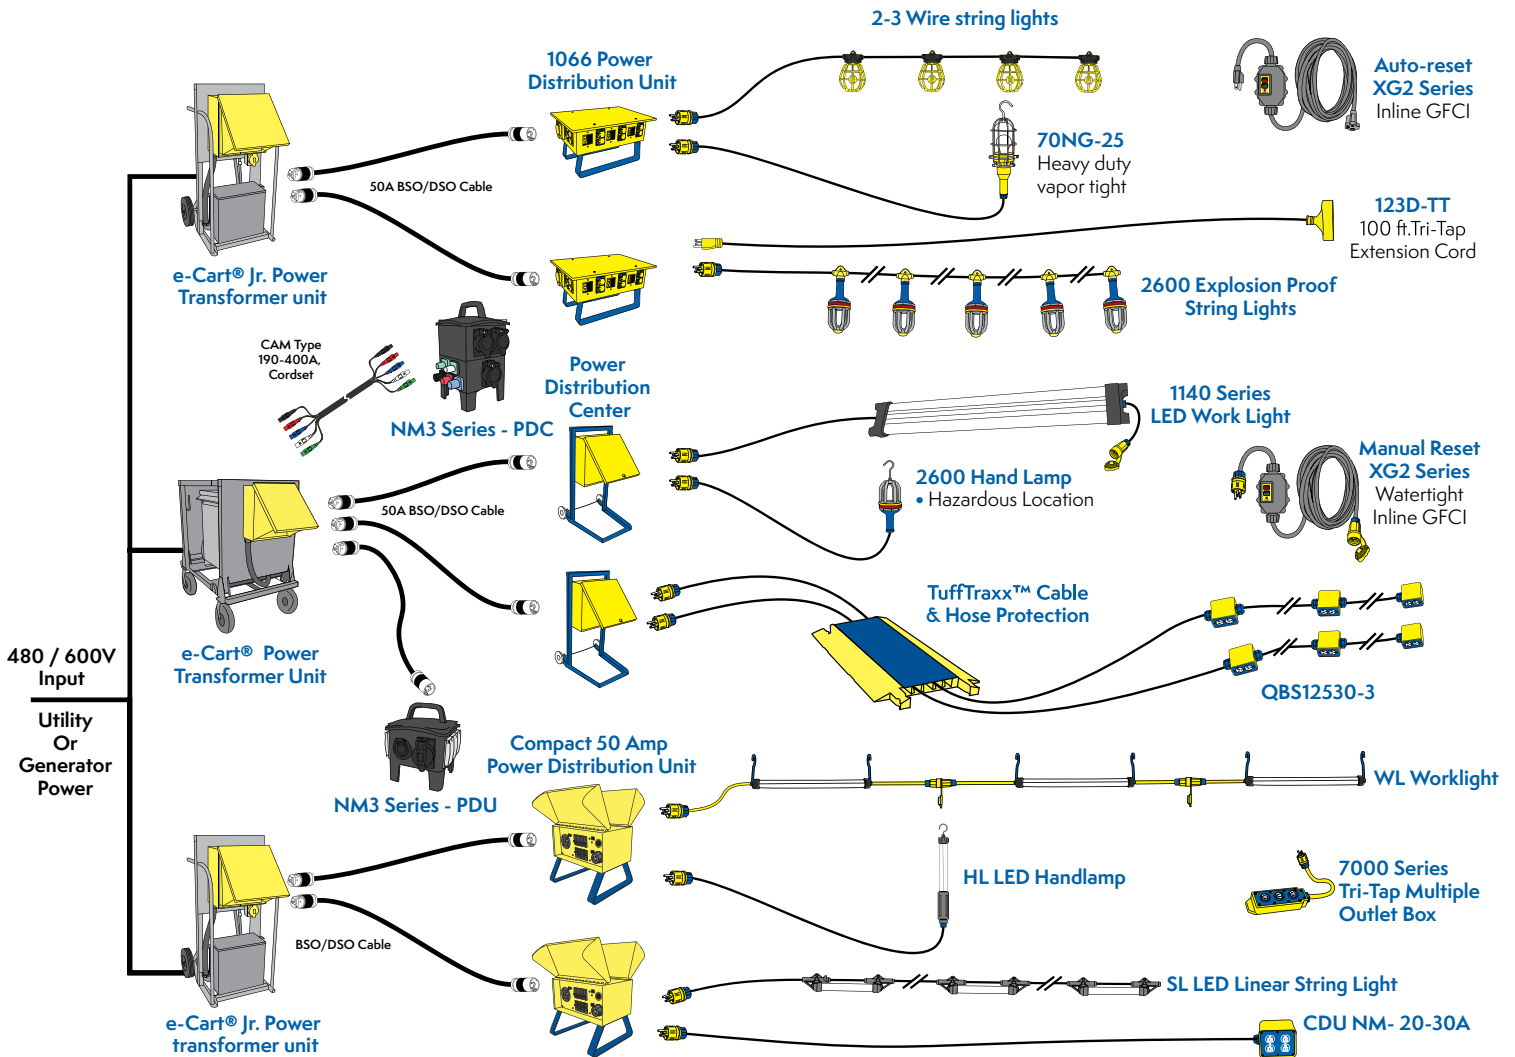 2-3 Wire string lights
1066 Power
Distribution Unit
Auto-reset
XG2 Series
Inline GFCI
70NG-25
Heavy duty
vapor tight
50A BSO/DSO Cable
123D-TT
100 ft.Tri-Tap
Extension Cord
e-Cart® Jr. Power
Transformer unit
2600 Explosion Proof
String Lights
CAM Type
190-400A,
Cordset
NM3 Series - PDC
Power
Distribution
Center
1140 Series
LED Work Light
2600 Hand Lamp
• Hazardous Location
Manual Reset
XG2 Series
Watertight
Inline GFCI
50A BSO/DSO Cable
TuffTraxx™ Cable
& Hose Protection
e-Cart® Power
Transformer Unit
480 / 600V
Input
Utility
Or
Generator
Power
QBS12530-3
NM3 Series - PDU
Compact 50 Amp
Power Distribution Unit
WL Worklight
HL LED Handlamp
7000 Series
Tri-Tap Multiple
Outlet Box
BSO/DSO Cable
SL LED Linear String Light
CDU NM- 20-30A
e-Cart® Jr. Power
transformer unit